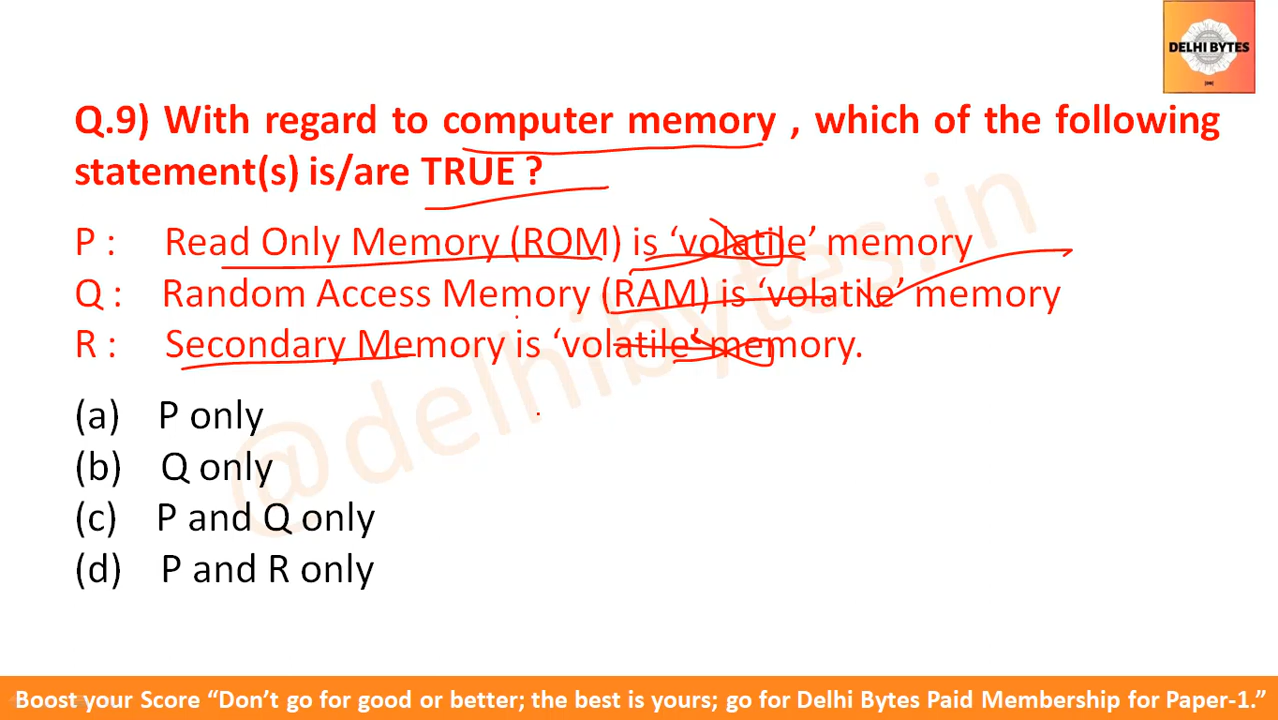 DELHI BYTES
Q.9) With regard to computer memory , which of the following
statement(s) is/are TRUE ?
P : Read Only Memory (ROM) is ‘volatile’ memory
Q : Random Access Memory (RAM) is ‘volatile’ memory
R : Secondary Memory is ‘volatile’ memory.
(a) P only
(b) Q only
(c) P and Q only
(d) P and R only
@delhibytes.in
Boost your Score “Don’t go for good or better; the best is yours; go for Delhi Bytes Paid Membership for Paper-1.”